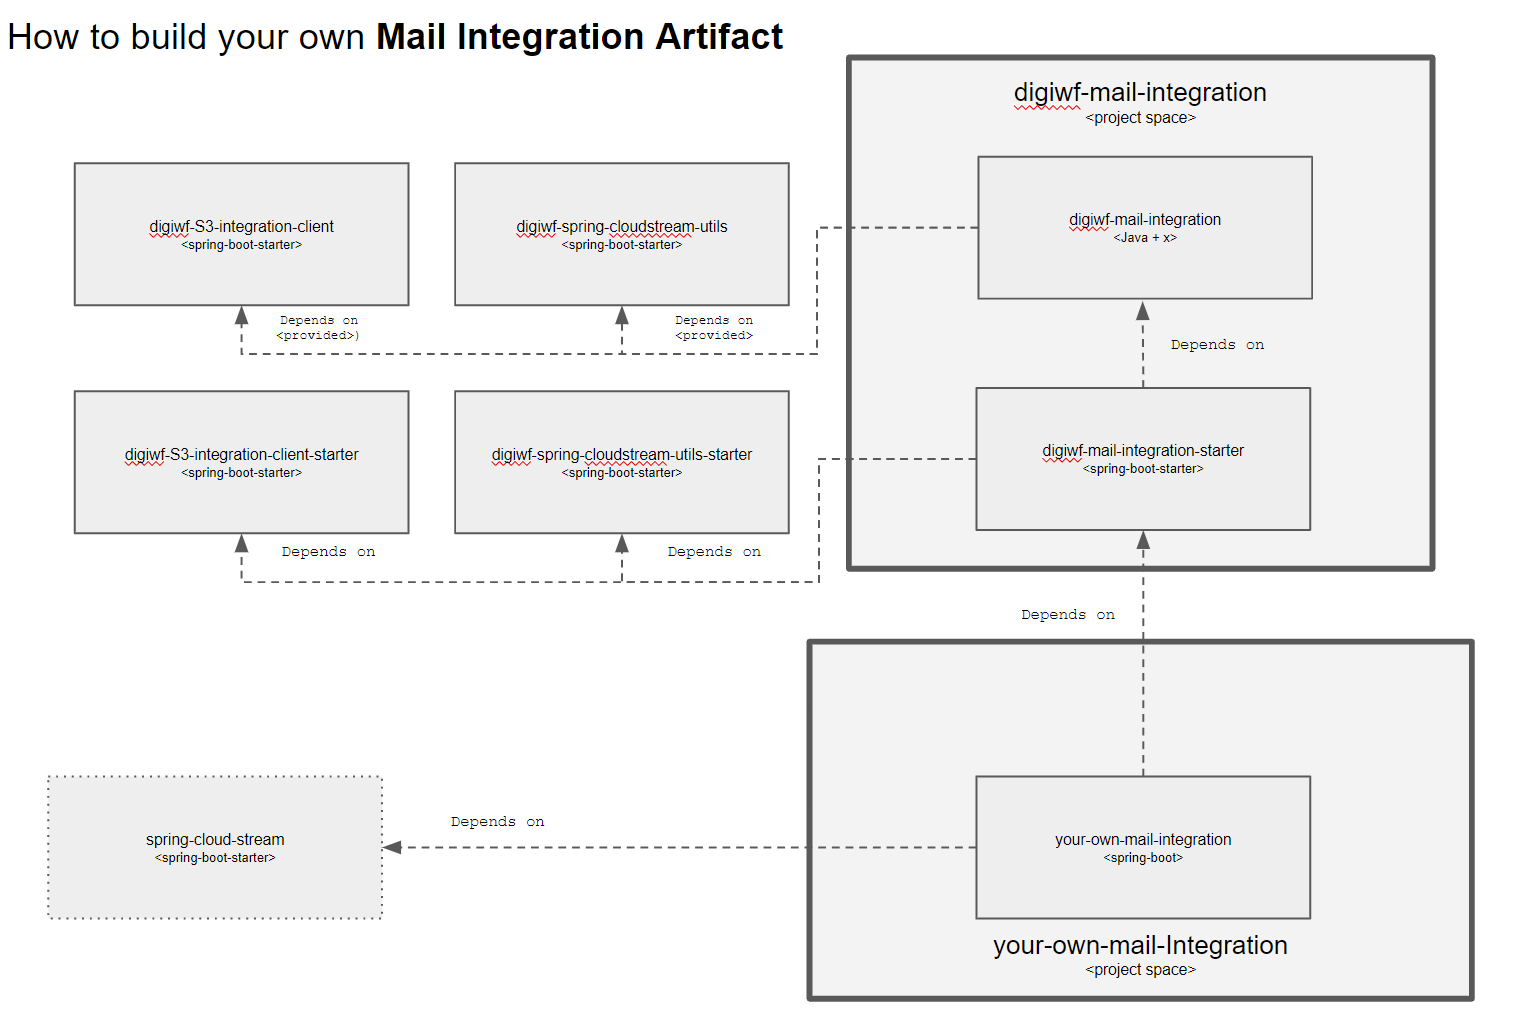 How to build your own Mail Integration Artifact
digiwf-mail-integration
<project space>
digiwf-S3-integration-client
<spring-boot-starter>
digiwf-spring-cloudstream-utils
<spring-boot-starter>
digiwf-mail-integration
<Java + x>
Depends on
<provided>)
Depends on
<provided>
Depends on
digiwf-S3-integration-client-starter
<spring-boot-starter>
digiwf-spring-cloudstream-utils-starter
<spring-boot-starter>
digiwf-mail-integration-starter
<spring-boot-starter>
Depends on
Depends on
Depends on
spring-cloud-stream
<spring-boot-starter>
Depends on
your-own-mail-integration
<spring-boot>
your-own-mail-Integration
<project space>